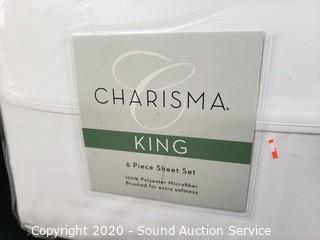 C
CHARISMA®
KING
6 Piece Sheet Set
100% Polyester Microfiber
Brushed for extra softness
Copyright 2020 - Sound Auction Service